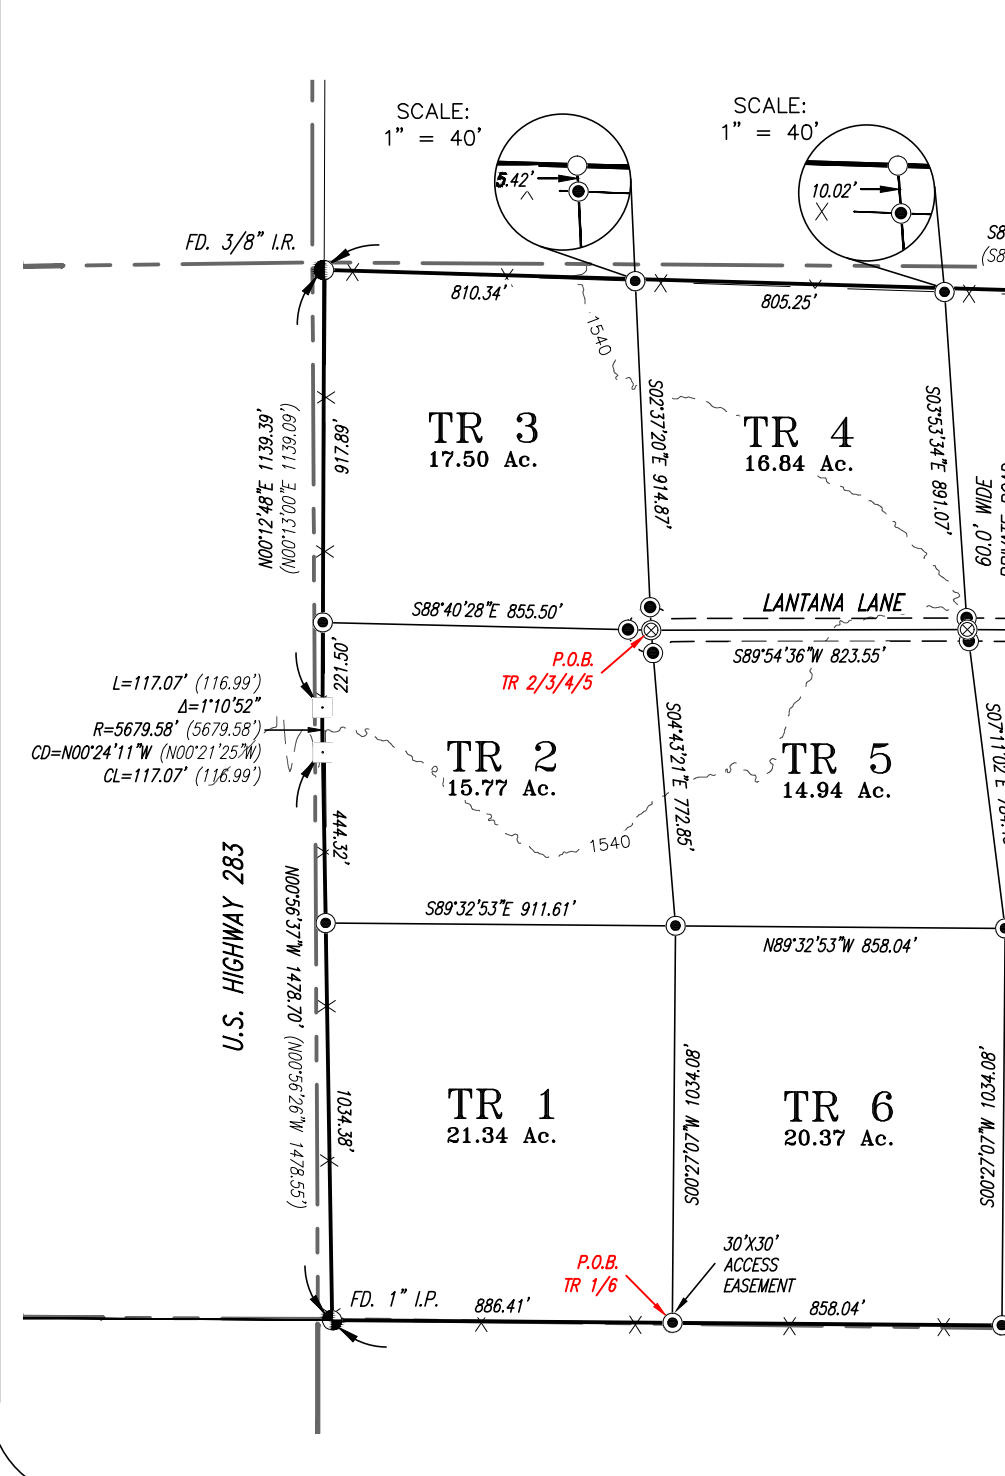 SCALE:
1" = 40'
SCALE:
1" = 40'
5.42'
10.02'
FD. 3/8" I.R.
S8
(S8
810.34'
805.25'
1540
N00°12'48"E 1139.39'
(N00°13'00"E 1139.09')
917.89'
TR 3
17.50 Ac.
S02°37'20"E 914.87'
TR 4
16.84 Ac.
S03°53'34"E 891.07'
60.0' WIDE
PRIVATE ROAD
S88°40'28"E 855.50'
LANTANA LANE
S89°54'36"W 823.55'
P.O.B.
TR 2/3/4/5
221.50'
L=117.07' (116.99')
Δ=1°10'52"
R=5679.58' (5679.58')
CD=N00°24'11"W (N00°21'25"W)
CL=117.07' (116.99')
TR 2
15.77 Ac.
S04°43'21"E 772.85'
TR 5
14.94 Ac.
S07°11'02"E
444.32'
1540
U.S. HIGHWAY 283
N00°56'37"W 1478.70' (N00°56'26"W 1478.55')
S89°32'53"E 911.61'
N89°32'53"W 858.04'
1034.38'
TR 1
21.34 Ac.
S00°27'07"W 1034.08'
TR 6
20.37 Ac.
S00°27'07"W 1034.08'
P.O.B.
TR 1/6
30'X30'
ACCESS
EASEMENT
FD. 1" I.P.
886.41'
858.04'